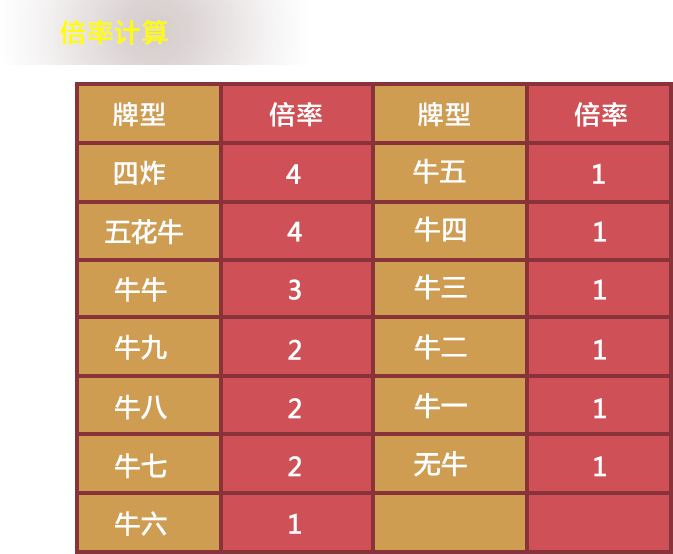 倍率计算
牌型 倍率 牌型 倍率
四炸 4 牛五 1
五花牛 4 牛四 1
牛牛 3 牛三 1
牛九 2 牛二 1
牛八 2 牛一 1
牛七 2 无牛 1
牛六 1